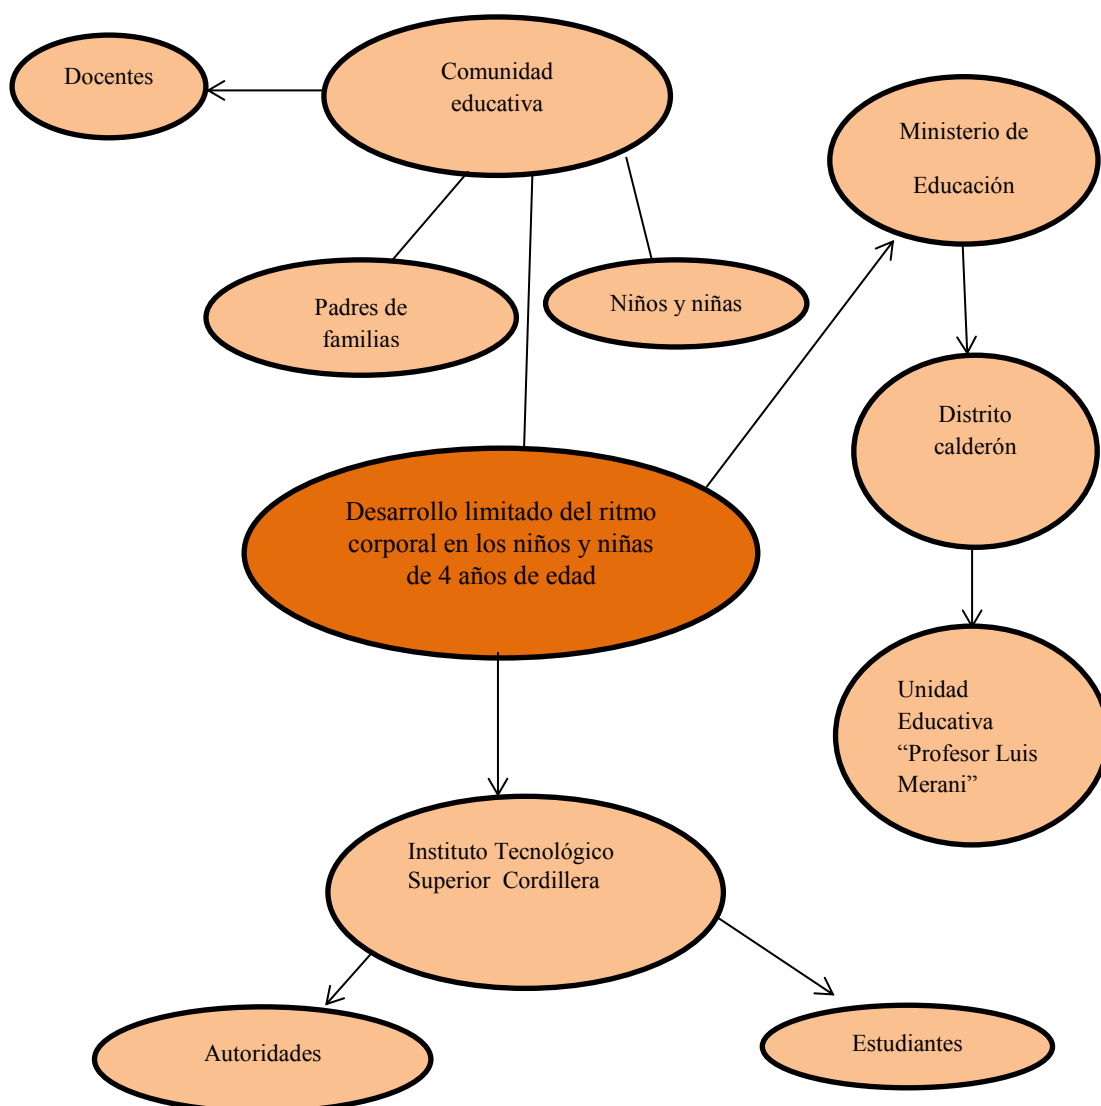 Docentes
Comunidad
educativa
Ministerio de
Educación
Padres de
familias
Niños y niñas
Distrito
calderón
Desarrollo limitado del ritmo
corporal en los niños y niñas
de 4 años de edad
Unidad
Educativa
“Profesor Luis
Merani”
Instituto Tecnológico
Superior  Cordillera
Autoridades
Estudiantes